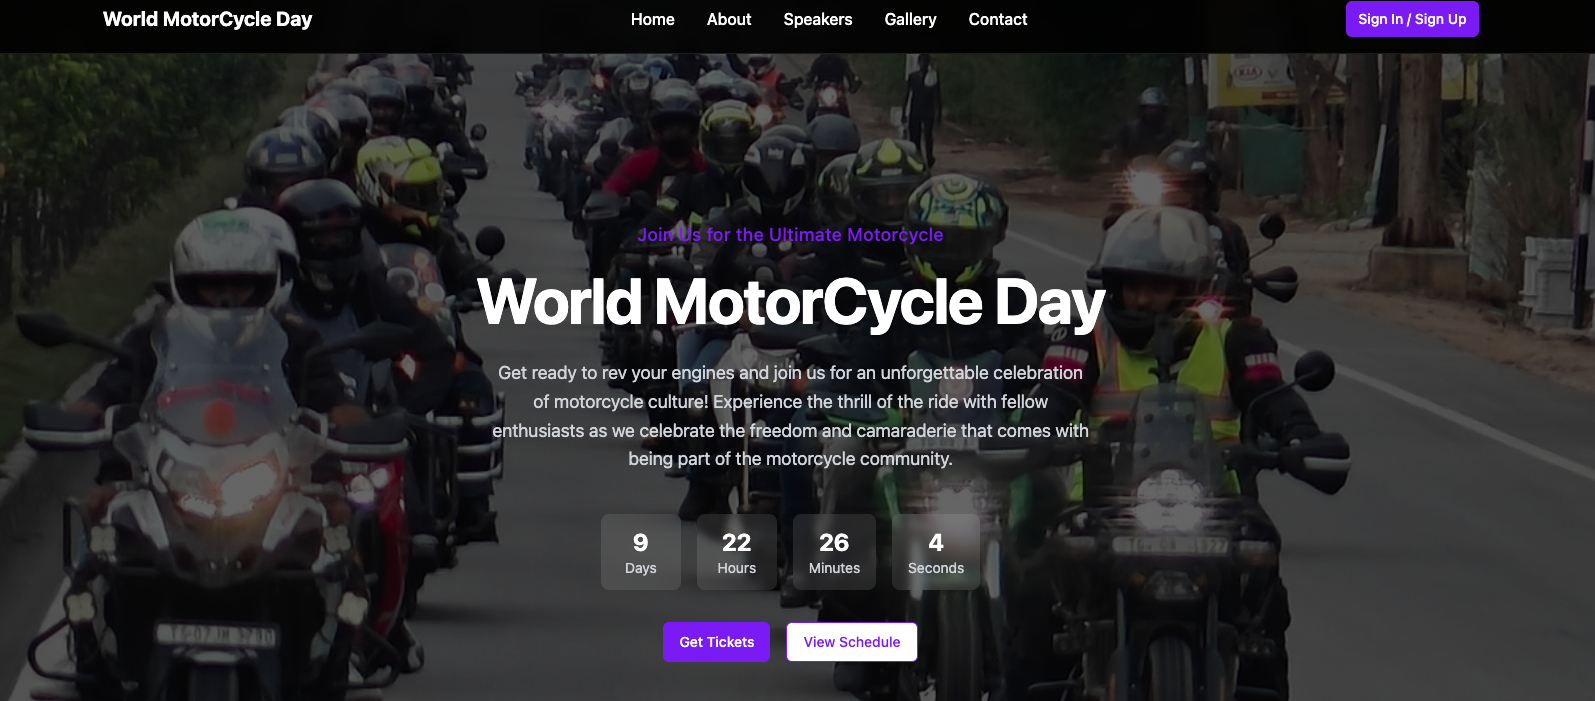 World MotorCycle Day
Home About Speakers Gallery Contact
Sign In / Sign Up
KIA
Join Us for the Ultimate Motorcycle
World MotorCycle Day
Get ready to rev your engines and join us for an unforgettable celebration
of motorcycle culture! Experience the thrill of the ride with fellow
enthusiasts as we celebrate the freedom and camaraderie that comes with
being part of the motorcycle community.
9 22 26 4
Days Hours Minutes Seconds
Get Tickets View Schedule